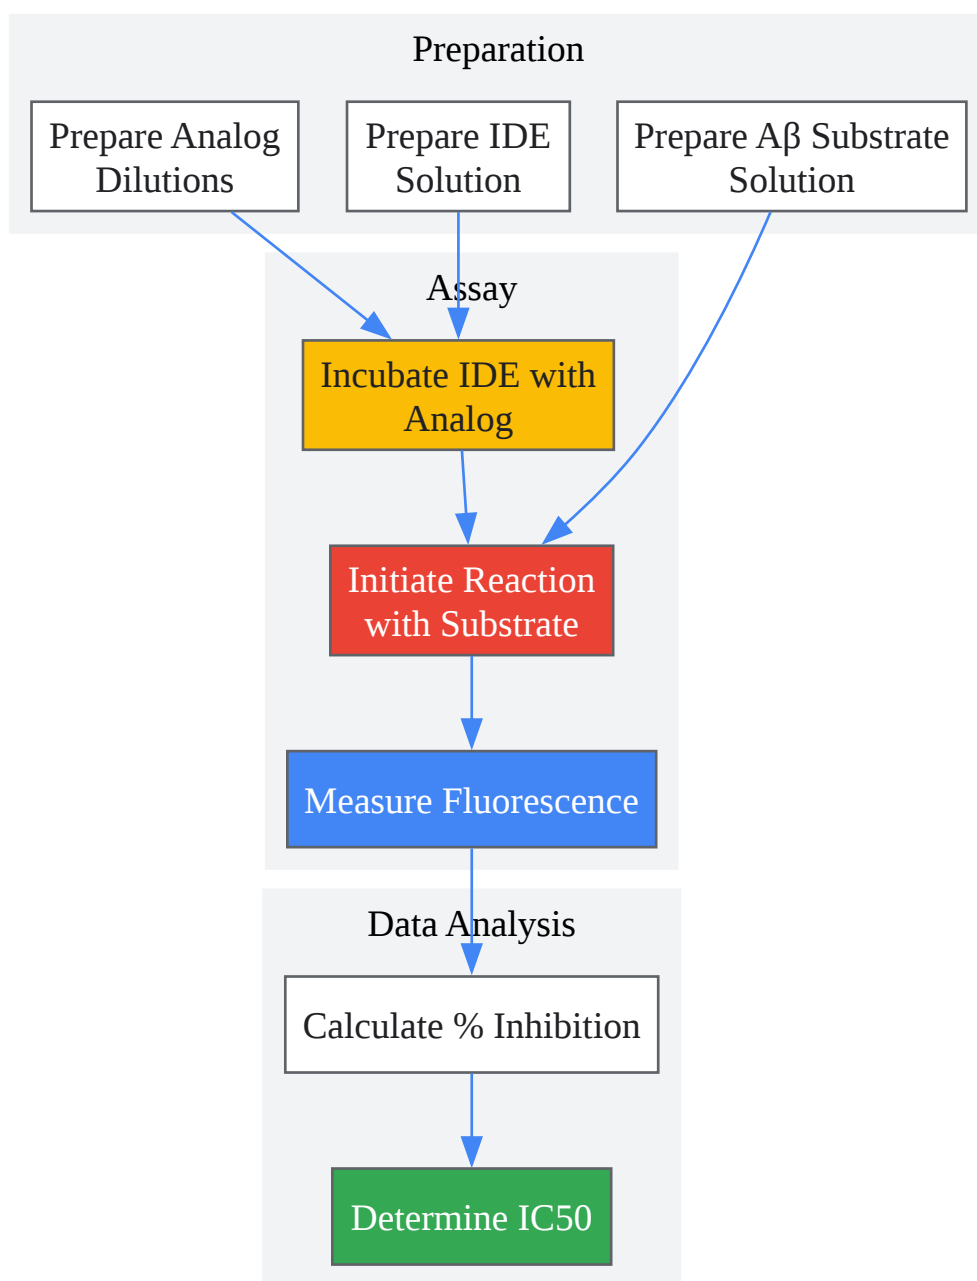 Preparation
Prepare Analog
Dilutions
Prepare IDE
Solution
Prepare Aβ Substrate
Solution
Assay
Incubate IDE with
Analog
Initiate Reaction
with Substrate
Measure Fluorescence
Data Analysis
Calculate % Inhibition
Determine IC50